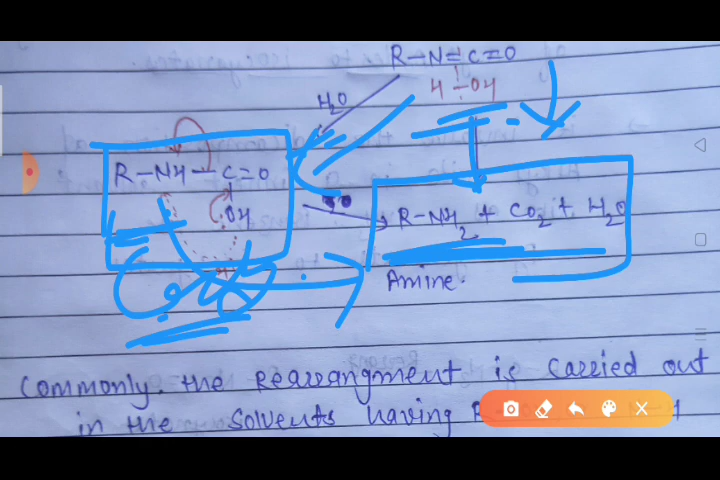 R-N=C=O
H-OH
H₂O
R-NH-C=O
OH
R-NH₂ + CO₂ + H₂O
Amine.
Commonly. the Rearrangment is carried out
in the solvents having